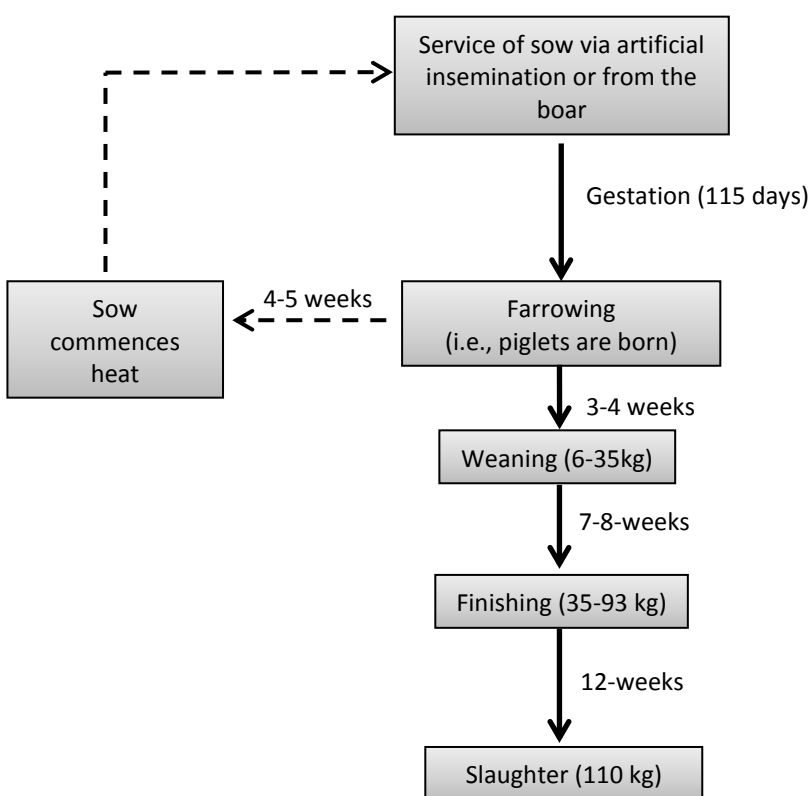 Service of sow via artificial
insemination or from the
boar
Gestation (115 days)
4-5 weeks
Sow
commences
heat
Farrowing
(i.e., piglets are born)
3-4 weeks
Weaning (6-35kg)
7-8-weeks
Finishing (35-93 kg)
12-weeks
Slaughter (110 kg)